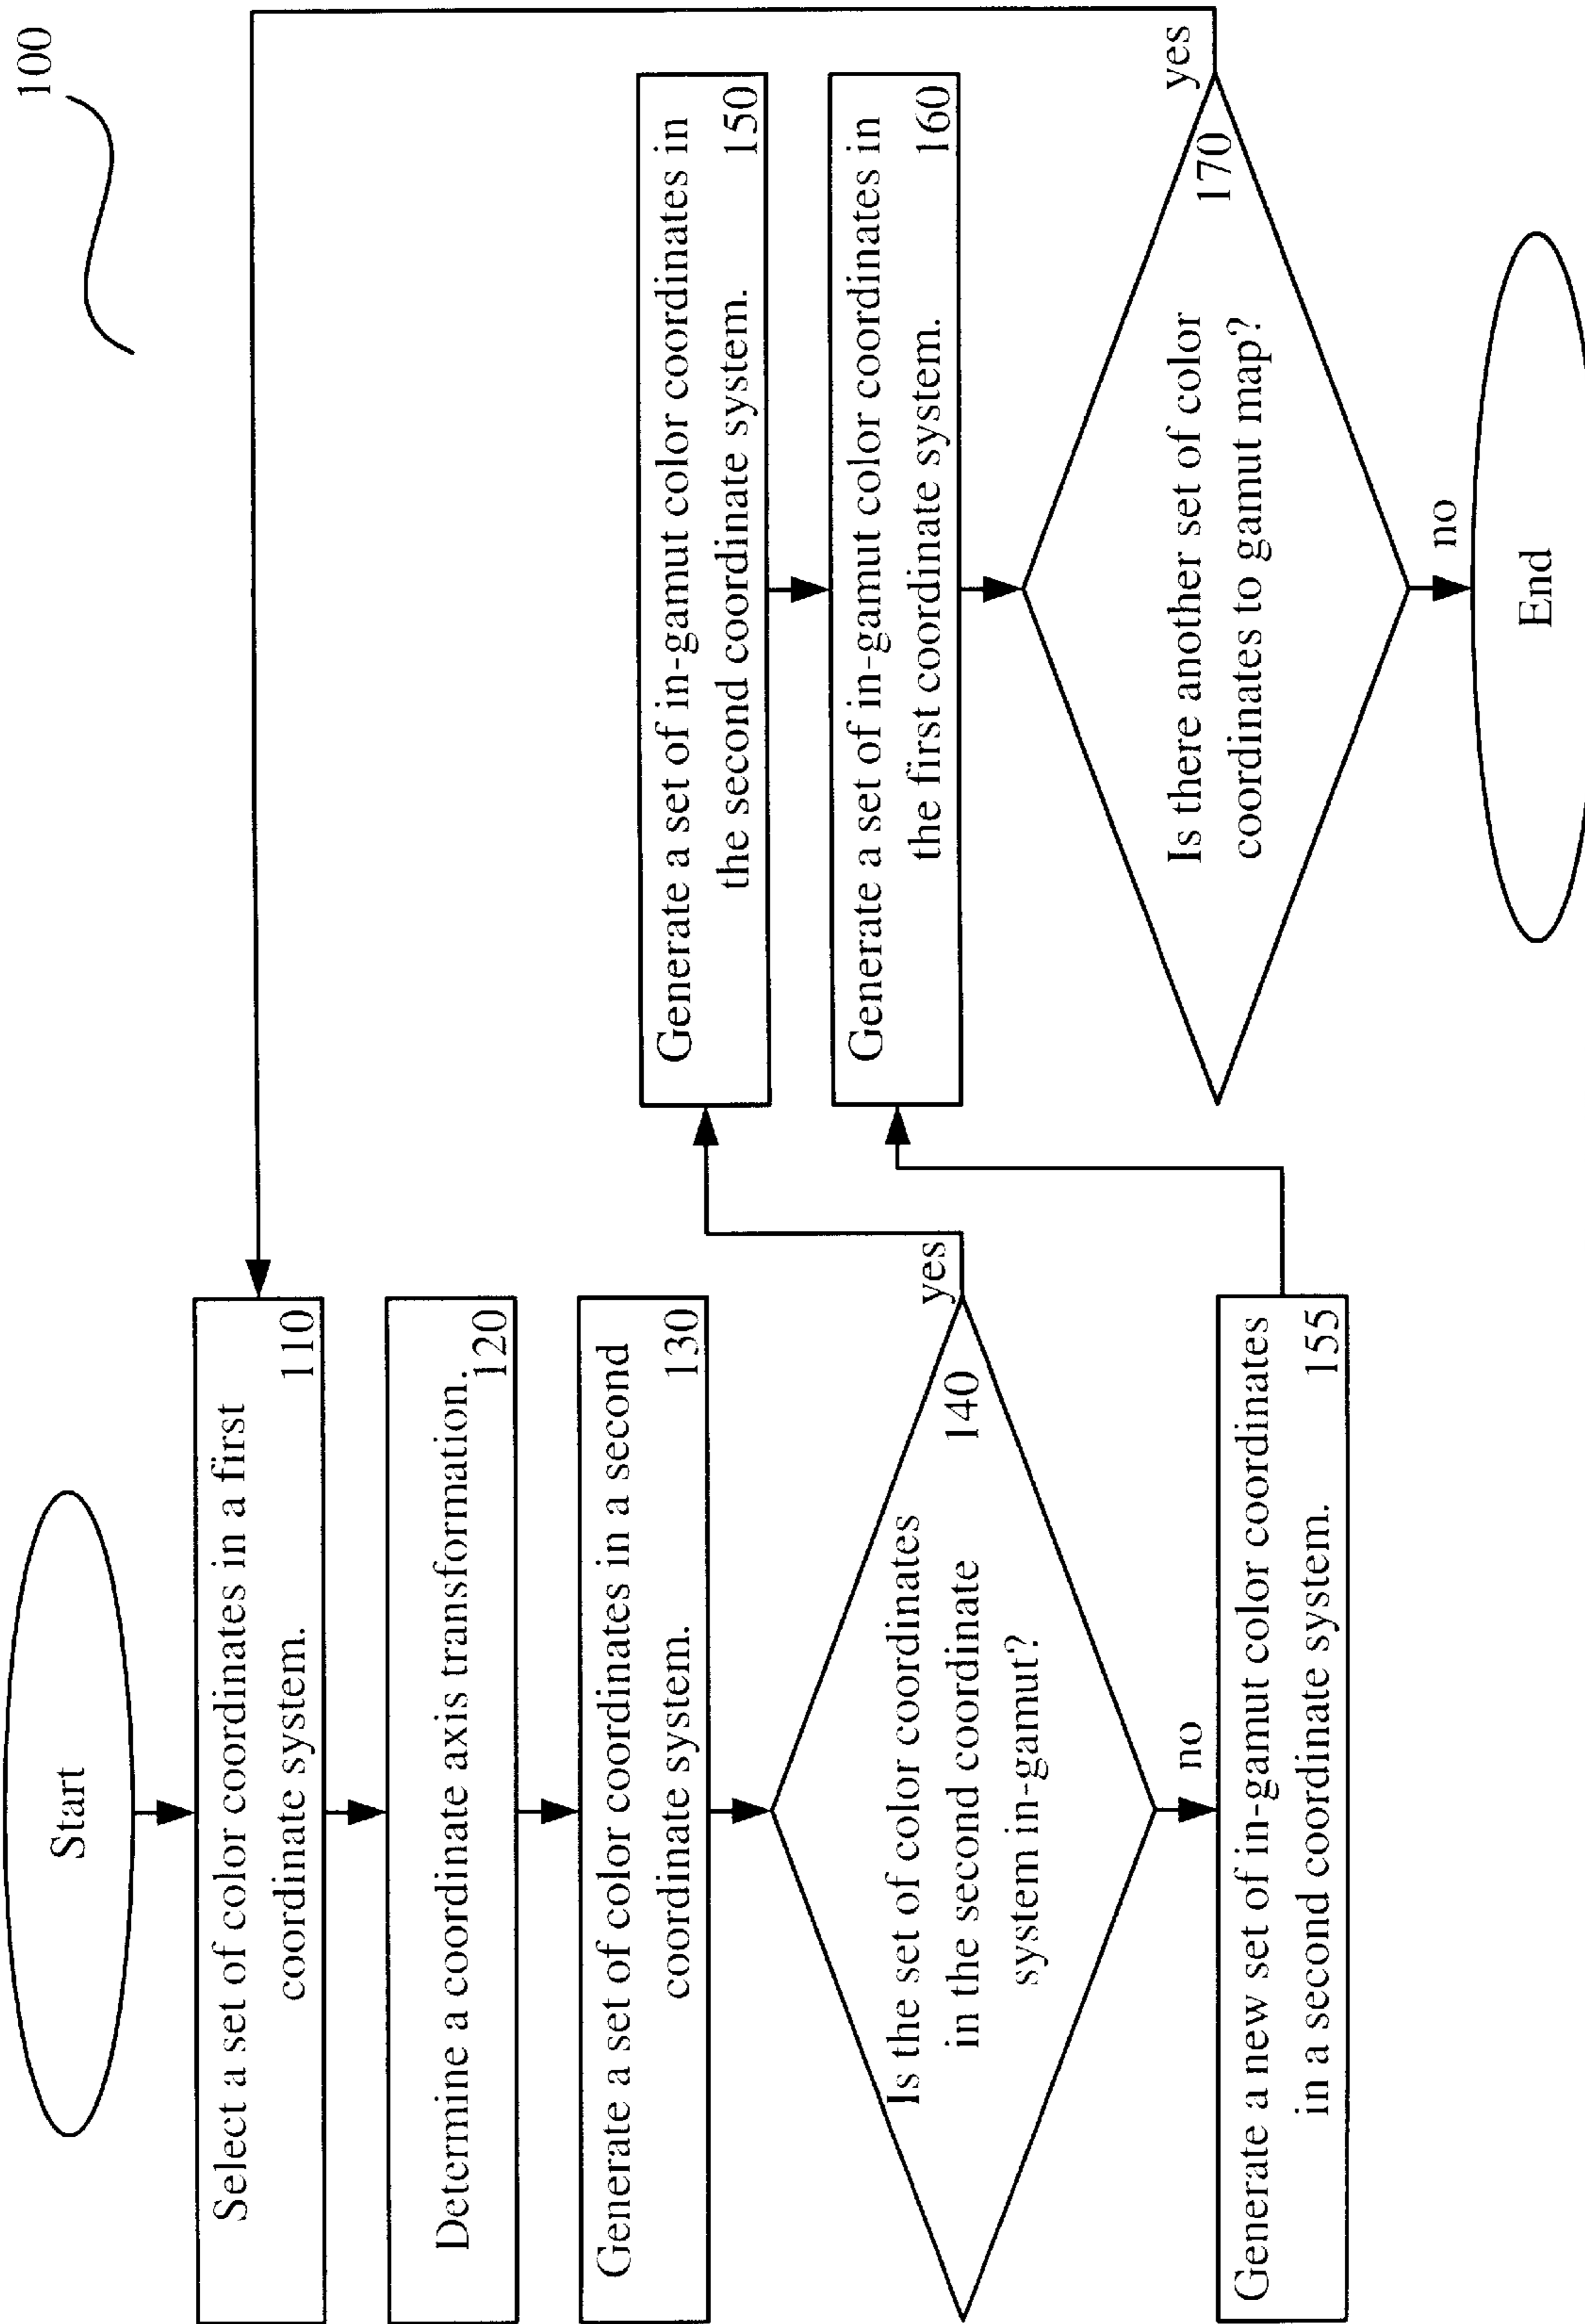 100
Start
Select a set of color coordinates in a first
coordinate system.
110
Determine a coordinate axis transformation.
120
Generate a set of color coordinates in a second
coordinate system.
130
Is the set of color coordinates
in the second coordinate
system in-gamut?
140
yes
no
Generate a new set of in-gamut color coordinates
in a second coordinate system.
155
Generate a set of in-gamut color coordinates in
the second coordinate system.
150
Generate a set of in-gamut color coordinates in
the first coordinate system.
160
Is there another set of color
coordinates to gamut map?
170
yes
no
End